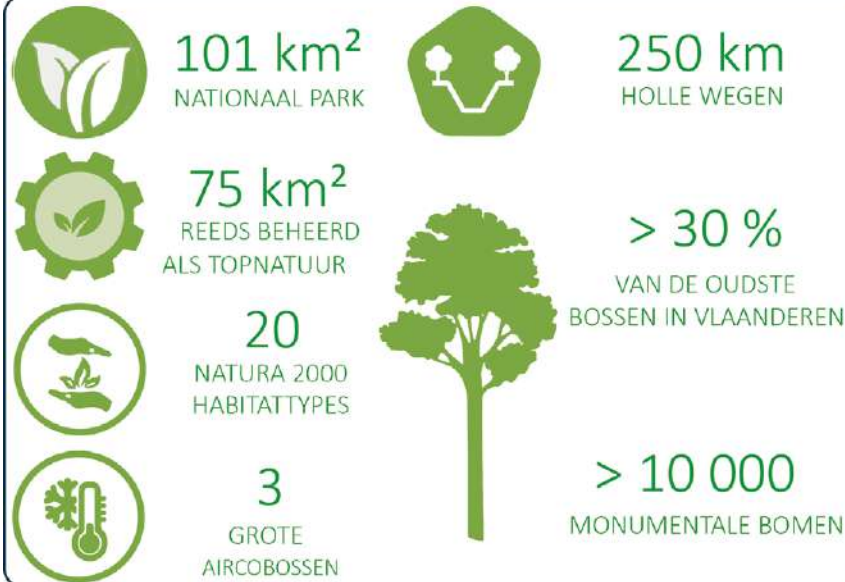 101 km²
NATIONAAL PARK
250 km
HOLLE WEGEN
75 km²
REEDS BEHEERD
ALS TOPNATUUR
> 30 %
VAN DE OUDSTE
BOSSEN IN VLAANDEREN
20
NATURA 2000
HABITATTYPES
3
GROTE
AIRCOBOSSEN
> 10 000
MONUMENTALE BOMEN